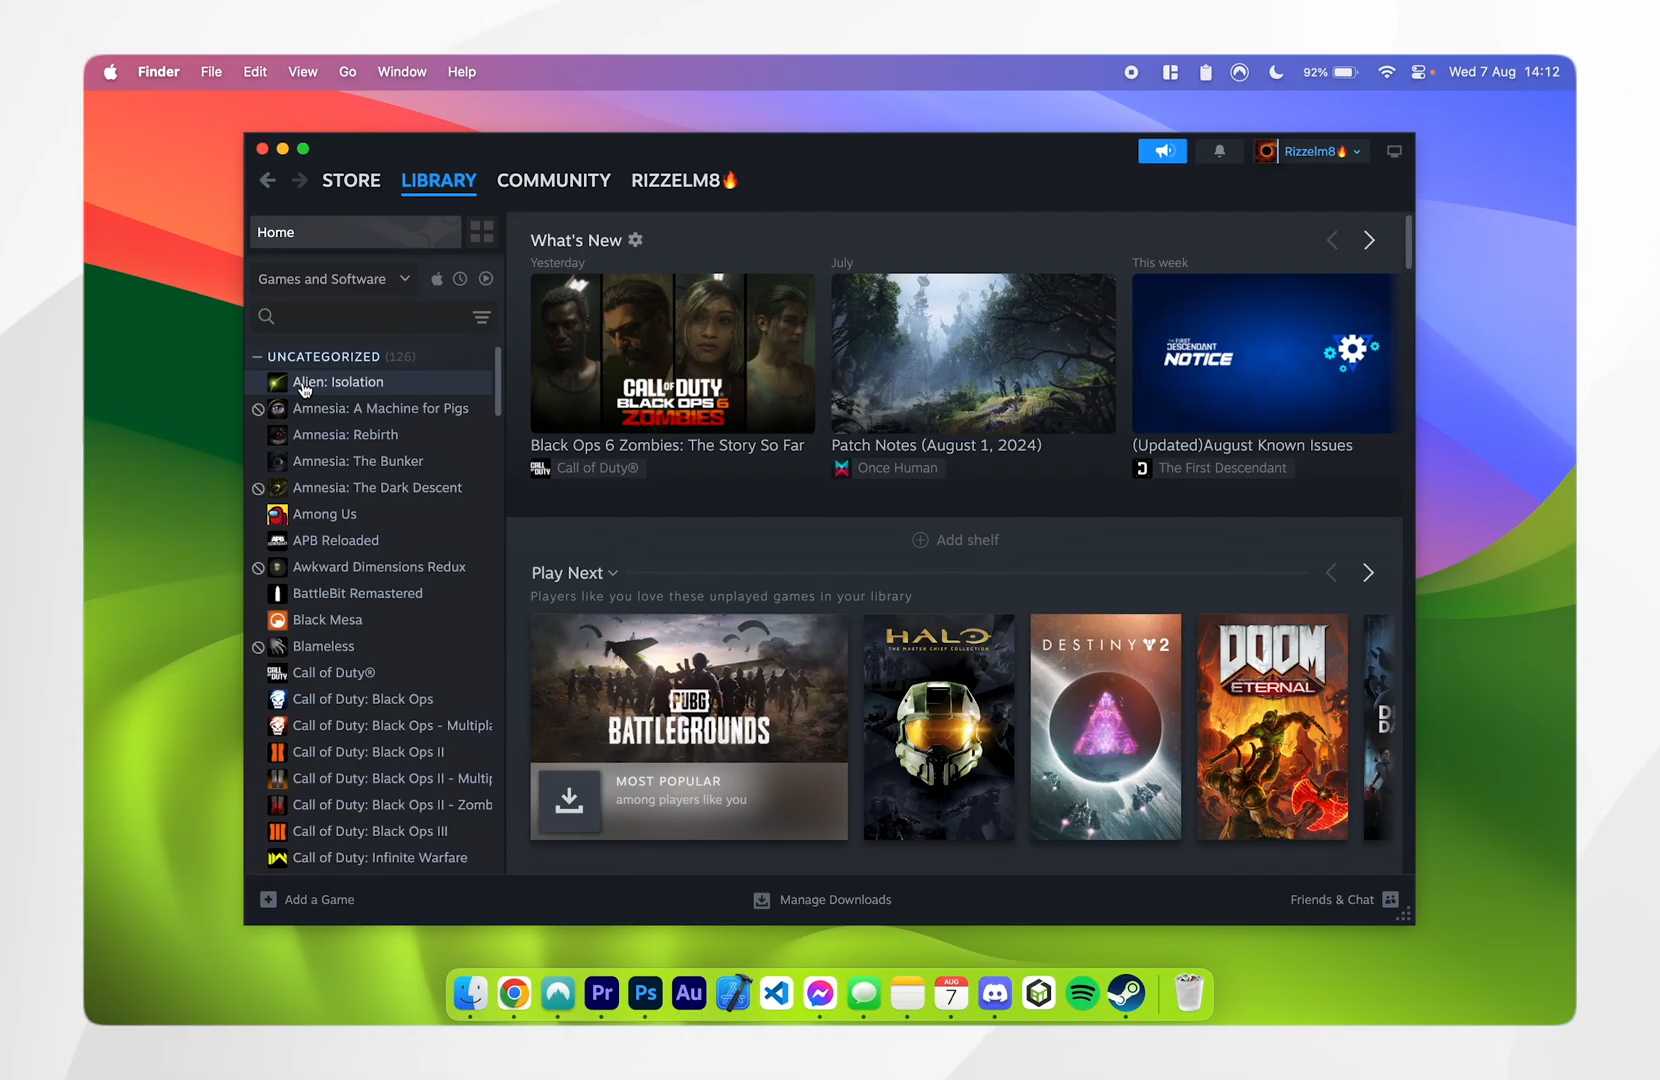 Finder File Edit View Go Window Help
92% Wed 7 Aug 14:12
Rizzelm8🔥
STORE LIBRARY COMMUNITY RIZZELM8🔥
Home
Games and Software
UNCATEGORIZED (126)
Alien: Isolation
Amnesia: A Machine for Pigs
Amnesia: Rebirth
Amnesia: The Bunker
Amnesia: The Dark Descent
Among Us
APB Reloaded
Awkward Dimensions Redux
BattleBit Remastered
Black Mesa
Blameless
Call of Duty®
Call of Duty: Black Ops
Call of Duty: Black Ops - Multipla
Call of Duty: Black Ops II
Call of Duty: Black Ops II - Multip
Call of Duty: Black Ops II - Zomb
Call of Duty: Black Ops III
Call of Duty: Infinite Warfare
What's New
Yesterday
CALL OF DUTY
BLACK OPS 6
ZOMBIES
Black Ops 6 Zombies: The Story So Far
Call of Duty®
July
Patch Notes (August 1, 2024)
Once Human
This week
THE FIRST
DESCENDANT
NOTICE
(Updated)August Known Issues
The First Descendant
Add shelf
Play Next
Players like you love these unplayed games in your library
PUBG
BATTLEGROUNDS
MOST POPULAR
among players like you
HALO
THE MASTER CHIEF COLLECTION
DESTINY 2
DOOM
ETERNAL
Add a Game
Manage Downloads
Friends & Chat
Pr Ps Au AUG
7